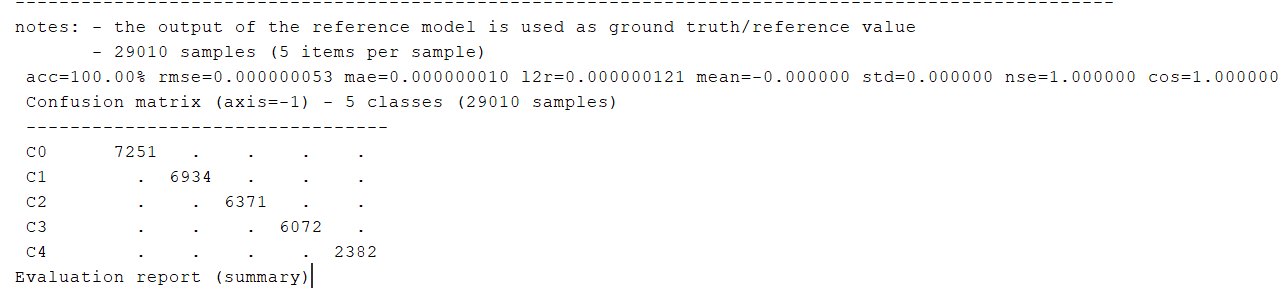 ----------------------------------------------------------------------------------------------------
notes: - the output of the reference model is used as ground truth/reference value
       - 29010 samples (5 items per sample)
 acc=100.00% rmse=0.000000053 mae=0.000000010 l2r=0.000000121 mean=-0.000000 std=0.000000 nse=1.000000 cos=1.000000
 Confusion matrix (axis=-1) - 5 classes (29010 samples)
 ---------------------------------
 C0      7251   .    .    .    .
 C1        .  6934   .    .    .
 C2        .    .  6371   .    .
 C3        .    .    .  6072   .
 C4        .    .    .    .  2382
Evaluation report (summary)